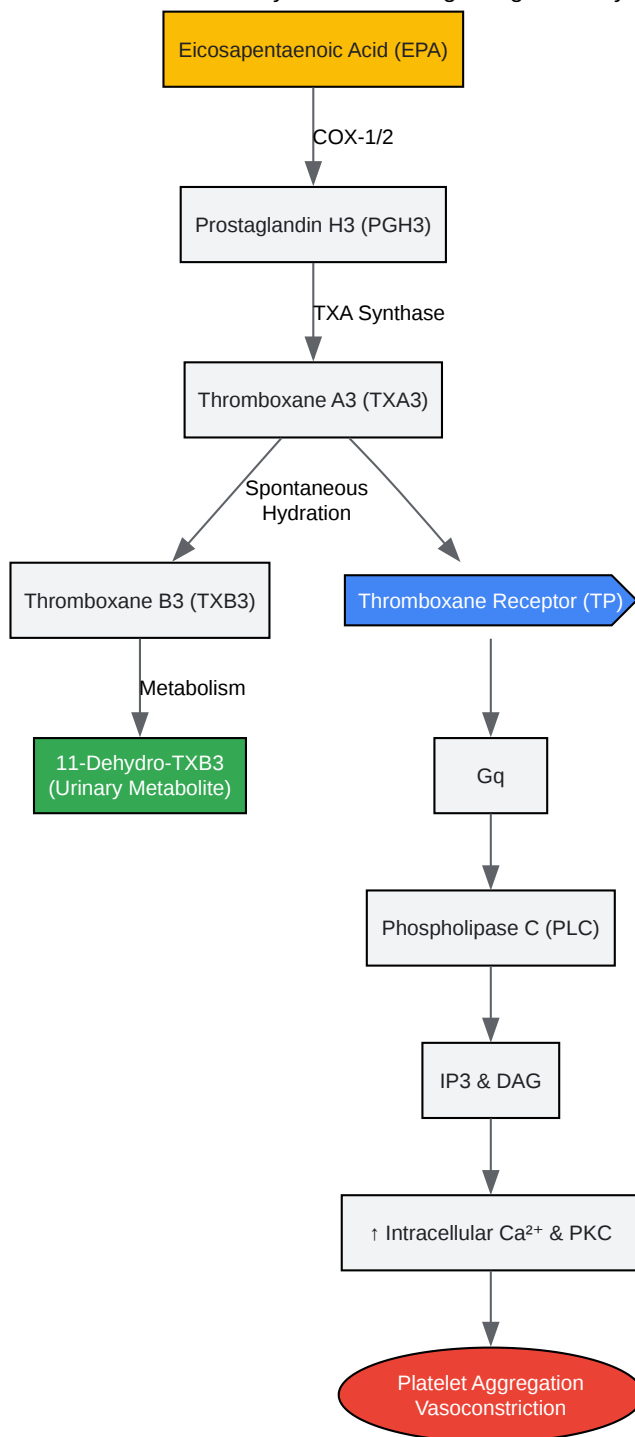 Eicosapentaenoic Acid (EPA)
COX-1/2
Prostaglandin H3 (PGH3)
TXA Synthase
Thromboxane A3 (TXA3)
Spontaneous
Hydration
Thromboxane B3 (TXB3)
Thromboxane Receptor (TP)
Metabolism
11-Dehydro-TXB3
(Urinary Metabolite)
Gq
Phospholipase C (PLC)
IP3 & DAG
↑ Intracellular Ca²⁺ & PKC
Platelet Aggregation
Vasoconstriction